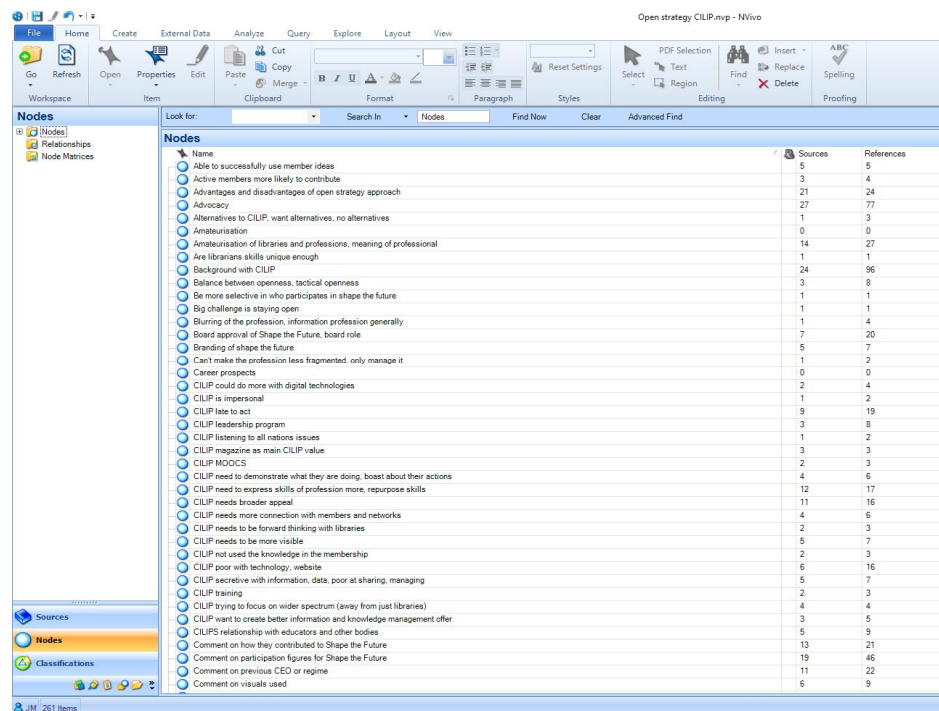 Open strategy CILIP.nvp - NVivo
File Home Create External Data Analyze Query Explore Layout View
Go Refresh Open Properties Edit Paste Cut Copy Merge
B I U A
Reset Settings
Select PDF Selection Text Region Find Insert Replace Delete
ABC Spelling
Workspace Item Clipboard Format Paragraph Styles Editing Proofing
Nodes
Look for: Search In Nodes Find Now Clear Advanced Find
Nodes
Relationships
Node Matrices
Nodes
Name Sources References
Able to successfully use member ideas 5 5
Active members more likely to contribute 3 4
Advantages and disadvantages of open strategy approach 21 24
Advocacy 27 77
Alternatives to CILIP, want alternatives, no alternatives 1 3
Amateurisation 0 0
Amateurisation of libraries and professions, meaning of professional 14 27
Are librarians skills unique enough 1 1
Background with CILIP 24 96
Balance between openness, tactical openness 3 8
Be more selective in who participates in shape the future 1 1
Big challenge is staying open 1 1
Blurring of the profession, information profession generally 1 4
Board approval of Shape the Future, board role 7 20
Branding of shape the future 5 7
Can't make the profession less fragmented. only manage it 1 2
Career prospects 0 0
CILIP could do more with digital technologies 2 4
CILIP is impersonal 1 2
CILIP late to act 9 19
CILIP leadership program 3 8
CILIP listening to all nations issues 1 2
CILIP magazine as main CILIP value 3 3
CILIP MOOCS 2 3
CILIP need to demonstrate what they are doing, boast about their actions 4 6
CILIP need to express skills of profession more, repurpose skills 12 17
CILIP needs broader appeal 11 16
CILIP needs more connection with members and networks 4 6
CILIP needs to be forward thinking with libraries 2 3
CILIP needs to be more visible 5 7
CILIP not used the knowledge in the membership 2 3
CILIP poor with technology, website 6 16
CILIP secretive with information, data, poor at sharing, managing 5 7
CILIP training 2 3
CILIP trying to focus on wider spectrum (away from just libraries) 4 4
CILIP want to create better information and knowledge management offer 3 5
CILIPS relationship with educators and other bodies 5 9
Comment on how they contributed to Shape the Future 13 21
Comment on participation figures for Shape the Future 19 46
Comment on previous CEO or regime 11 22
Comment on visuals used 6 9
Sources
Nodes
Classifications
JM 261 Items